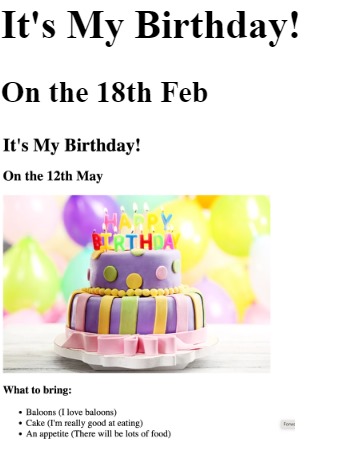 It's My Birthday!
On the 18th Feb
It's My Birthday!
On the 12th May
HAPPY
BIRTHDAY
What to bring:
Baloons (I love baloons)
Cake (I'm really good at eating)
An appetite (There will be lots of food)